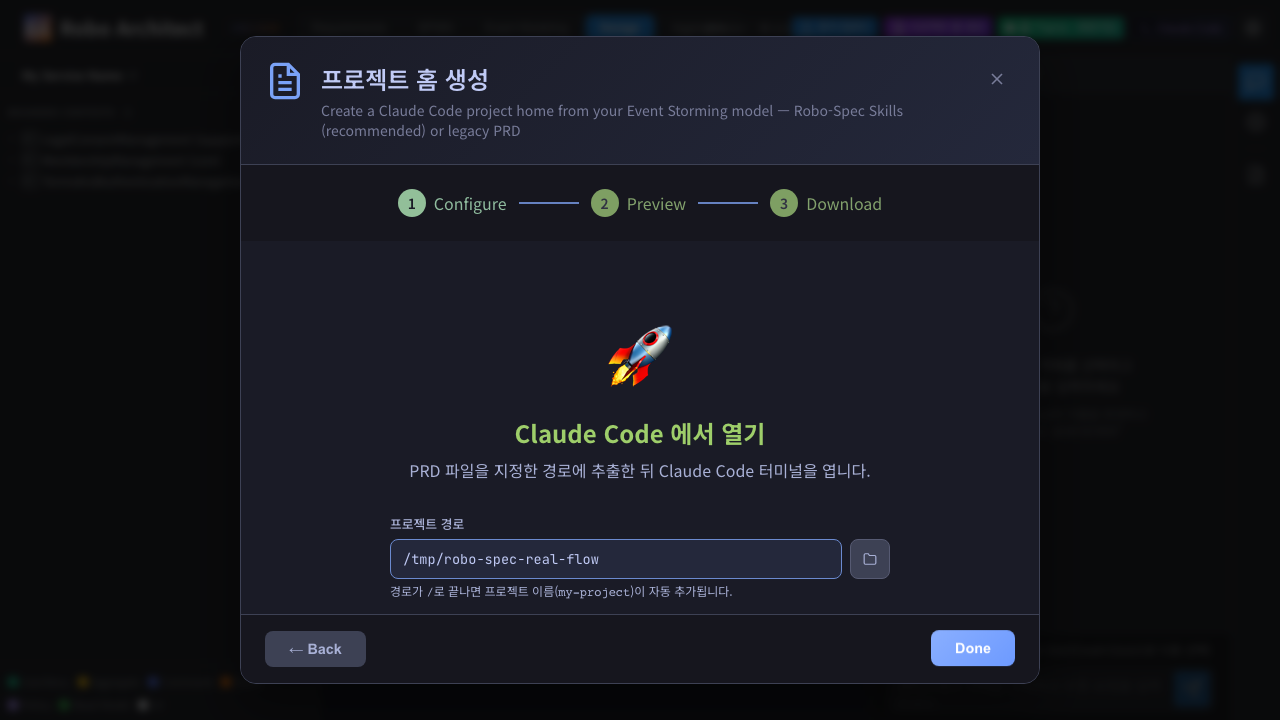 프로젝트 홈 생성
Create a Claude Code project home from your Event Storming model — Robo-Spec Skills
(recommended) or legacy PRD
1 Configure
2 Preview
3 Download
Claude Code 에서 열기
PRD 파일을 지정한 경로에 추출한 뒤 Claude Code 터미널을 엽니다.
프로젝트 경로
/tmp/robo-spec-real-flow
경로가 /로 끝나면 프로젝트 이름(my-project)이 자동 추가됩니다.
← Back
Done